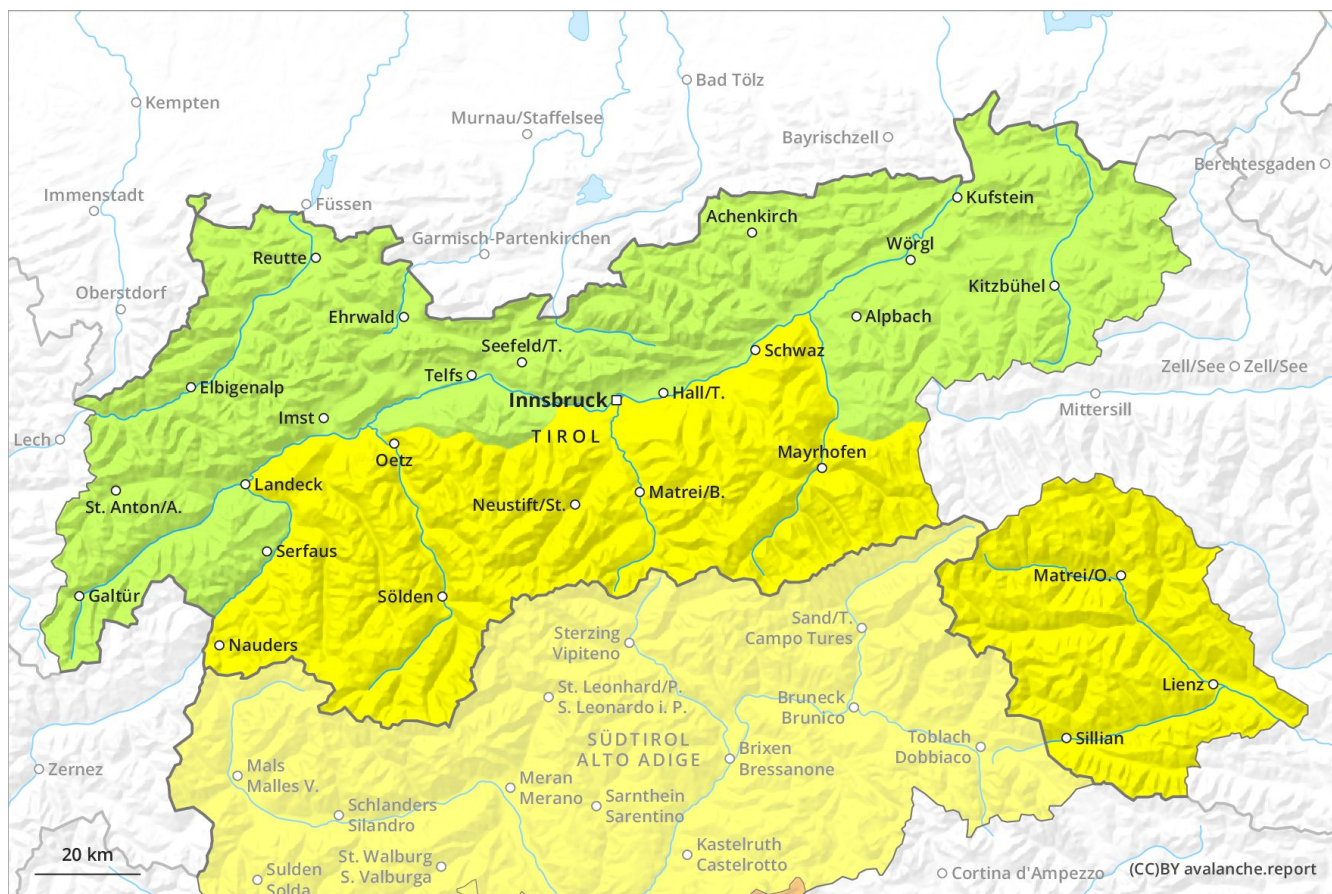 Kempten
Bad Tölz
Murnau/Staffelsee
Bayrischzell
Berchtesgaden
Immenstadt
Füssen
Kufstein
Achenkirch
Garmisch-Partenkirchen
Wörgl
Reutte
Oberstdorf
Kitzbühel
Ehrwald
Alpbach
Seefeld/T.
Schwaz
Telfs
Zell/See
Zell/See
Elbigenalp
Hall/T.
Innsbruck
Mittersill
Imst
Lech
TIROL
Oetz
Mayrhofen
Landeck
Matrei/B.
St. Anton/A.
Neustift/St.
Serfaus
Matrei/O.
Galtür
Sölden
Sand/T.
Campo Tures
Sterzing
Vipiteno
Nauders
Lienz
St. Leonhard/P.
S. Leonardo i. P.
Bruneck
Brunico
Sillian
SÜDTIROL
ALTO ADIGE
Toblach
Dobbiaco
Brixen
Bressanone
Zernez
Mals
Malles V.
Meran
Merano
Sarnthein
Sarentino
Schlanders
Silandro
Kastelruth
Castelrotto
20 km
St. Walburg
S. Valburga
Cortina d'Ampezzo
(CC)BY avalanche.report
Sulden
Solda